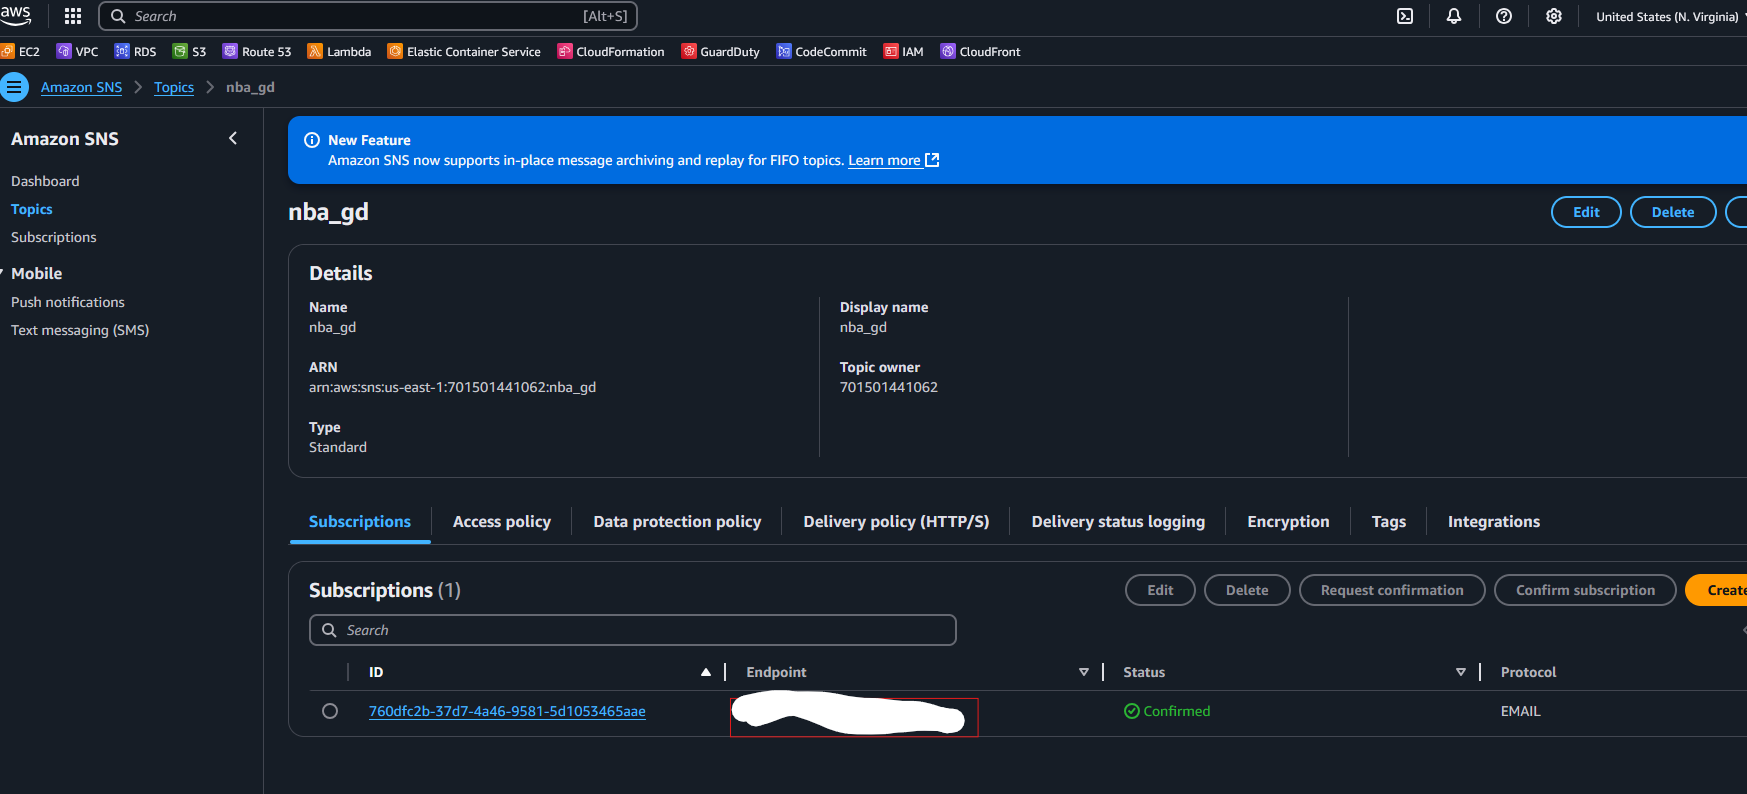 aws
Search [Alt+S]
United States (N. Virginia)
EC2 VPC RDS S3 Route 53 Lambda Elastic Container Service CloudFormation GuardDuty CodeCommit IAM CloudFront
Amazon SNS Topics nba_gd
Amazon SNS
Dashboard
Topics
Subscriptions
Mobile
Push notifications
Text messaging (SMS)
New Feature
Amazon SNS now supports in-place message archiving and replay for FIFO topics. Learn more
nba_gd
Edit Delete
Details
Name
nba_gd
ARN
arn:aws:sns:us-east-1:701501441062:nba_gd
Type
Standard
Display name
nba_gd
Topic owner
701501441062
Subscriptions Access policy Data protection policy Delivery policy (HTTP/S) Delivery status logging Encryption Tags Integrations
Subscriptions (1)
Edit Delete Request confirmation Confirm subscription Create
Search
ID Endpoint Status Protocol
760dfc2b-37d7-4a46-9581-5d1053465aae Confirmed EMAIL